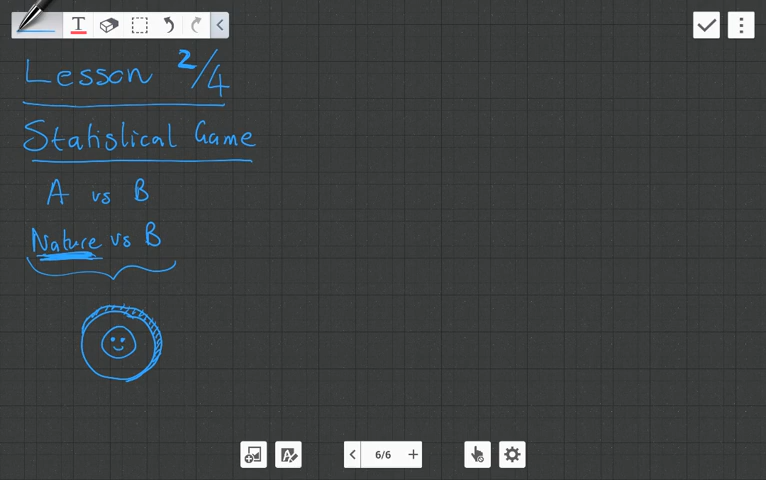 T
Lesson 2/4
Statistical Game
A vs B
Nature vs B
A
6/6